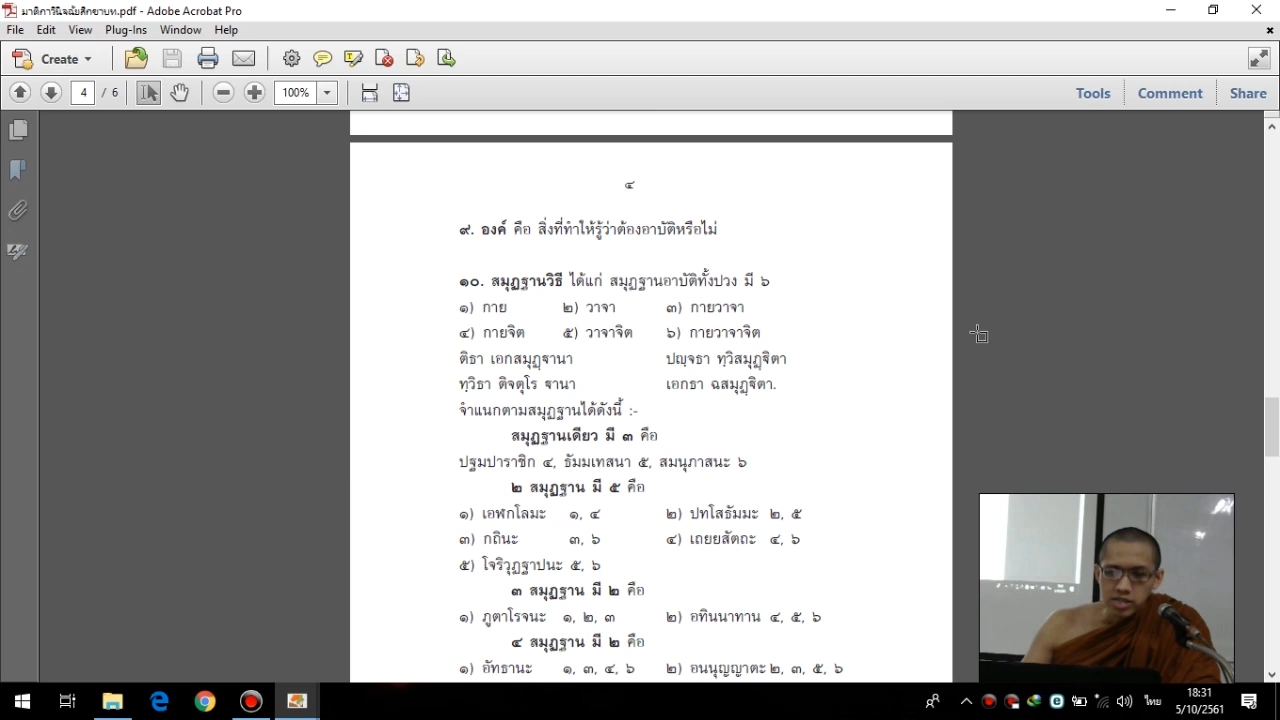 มาติการวินิจฉัยสิกขาบท.pdf - Adobe Acrobat Pro
File Edit View Plug-Ins Window Help
Create
4 / 6 100% Tools Comment Share
๔
๙. องค์ คือ สิ่งที่ทำให้รู้ว่าต้องอาบัติหรือไม่
๑๐. สมุฏฐานวิธี ได้แก่ สมุฏฐานอาบัติทั้งปวง มี ๖
๑) กาย ๒) วาจา ๓) กายวาจา
๔) กายจิต ๕) วาจาจิต ๖) กายวาจาจิต
ติธา เอกสมุฏฺฐานา ปญฺจธา ทฺวิสมุฏฺฐิตา
ทฺวิธา ติจตุโร ฐานา เอกธา ฉสมุฏฺฐิตา.
จำแนกตามสมุฏฐานได้ดังนี้ :-
สมุฏฐานเดียว มี ๓ คือ
ปฐมปาราชิก ๔, ธัมมเทสนา ๕, สมนุภาสนะ ๖
๒ สมุฏฐาน มี ๕ คือ
๑) เอฬกโลมะ ๑, ๔ ๒) ปทโสธัมมะ ๒, ๕
๓) กถินะ ๓, ๖ ๔) เถยยสัตถะ ๔, ๖
๕) โจริวุฏฐาปนะ ๕, ๖
๓ สมุฏฐาน มี ๒ คือ
๑) ภูตาโรจนะ ๑, ๒, ๓ ๒) อทินนาทาน ๔, ๕, ๖
๔ สมุฏฐาน มี ๒ คือ
๑) อัทธานะ ๑, ๓, ๔, ๖ ๒) อนนุญญาตะ ๒, ๓, ๕, ๖
ไทย
18:31
5/10/2561